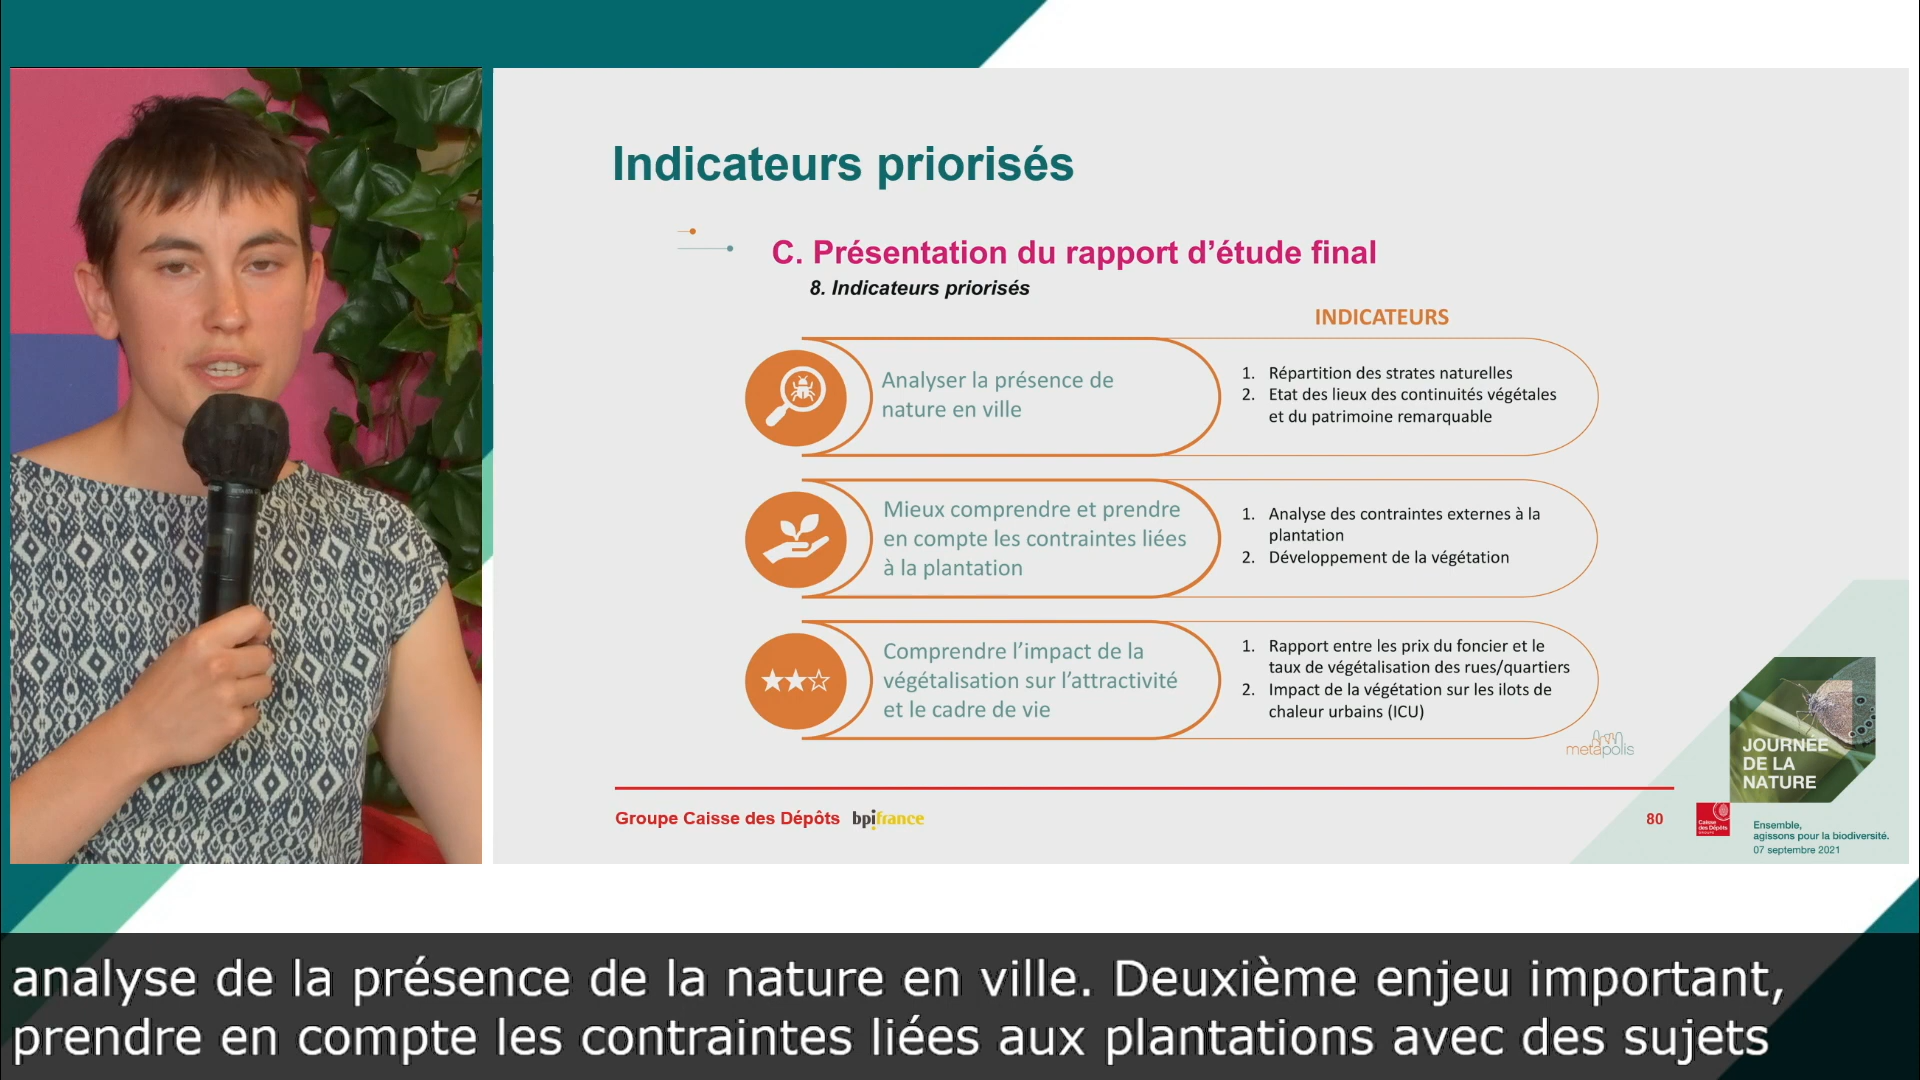 Indicateurs priorisés
C. Présentation du rapport d’étude final
8. Indicateurs priorisés
INDICATEURS
Analyser la présence de
nature en ville
1. Répartition des strates naturelles
2. Etat des lieux des continuités végétales
et du patrimoine remarquable
Mieux comprendre et prendre
en compte les contraintes liées
à la plantation
1. Analyse des contraintes externes à la
plantation
2. Développement de la végétation
Comprendre l’impact de la
végétalisation sur l’attractivité
et le cadre de vie
1. Rapport entre les prix du foncier et le
taux de végétalisation des rues/quartiers
2. Impact de la végétation sur les ilots de
chaleur urbains (ICU)
metapolis
JOURNÉE
DE LA
NATURE
Groupe Caisse des Dépôts bpifrance
80
Caisse
des Dépôts
GROUPE
Ensemble,
agissons pour la biodiversité.
07 septembre 2021
analyse de la présence de la nature en ville. Deuxième enjeu important,
prendre en compte les contraintes liées aux plantations avec des sujets